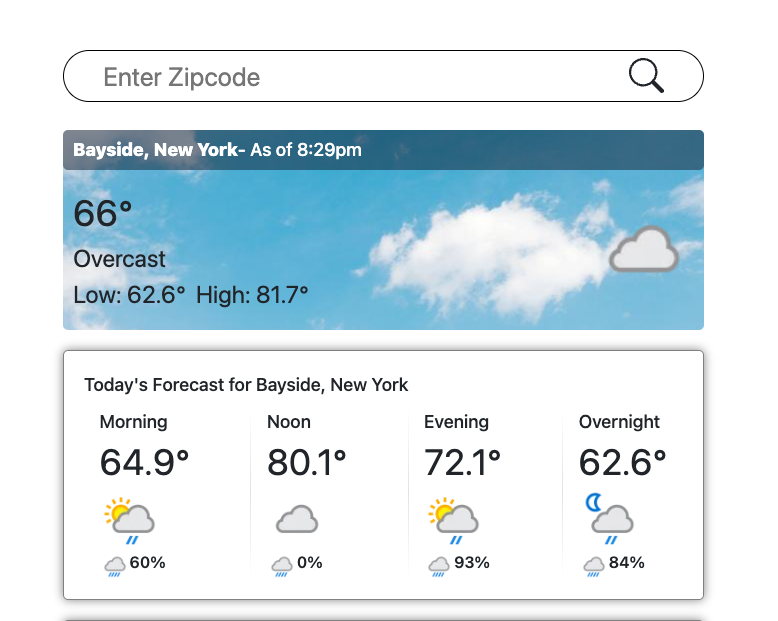 Enter Zipcode
Bayside, New York- As of 8:29pm
66°
Overcast
Low: 62.6° High: 81.7°
Today's Forecast for Bayside, New York
Morning Noon Evening Overnight
64.9° 80.1° 72.1° 62.6°
60% 0% 93% 84%